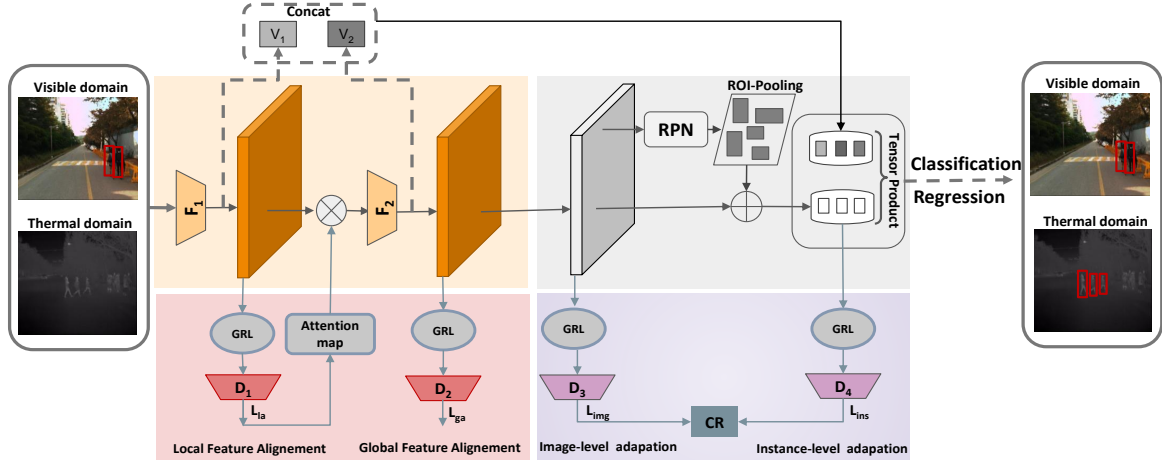 Concat
V1
V2
Visible domain
Thermal domain
F1
F2
RPN
ROI-Pooling
Tensor Product
Classification
Regression
Visible domain
Thermal domain
GRL
Attention
map
GRL
GRL
GRL
D1
D2
D3
D4
Lla
Lga
Limg
CR
Lins
Local Feature Alignement
Global Feature Alignement
Image-level adapation
Instance-level adapation